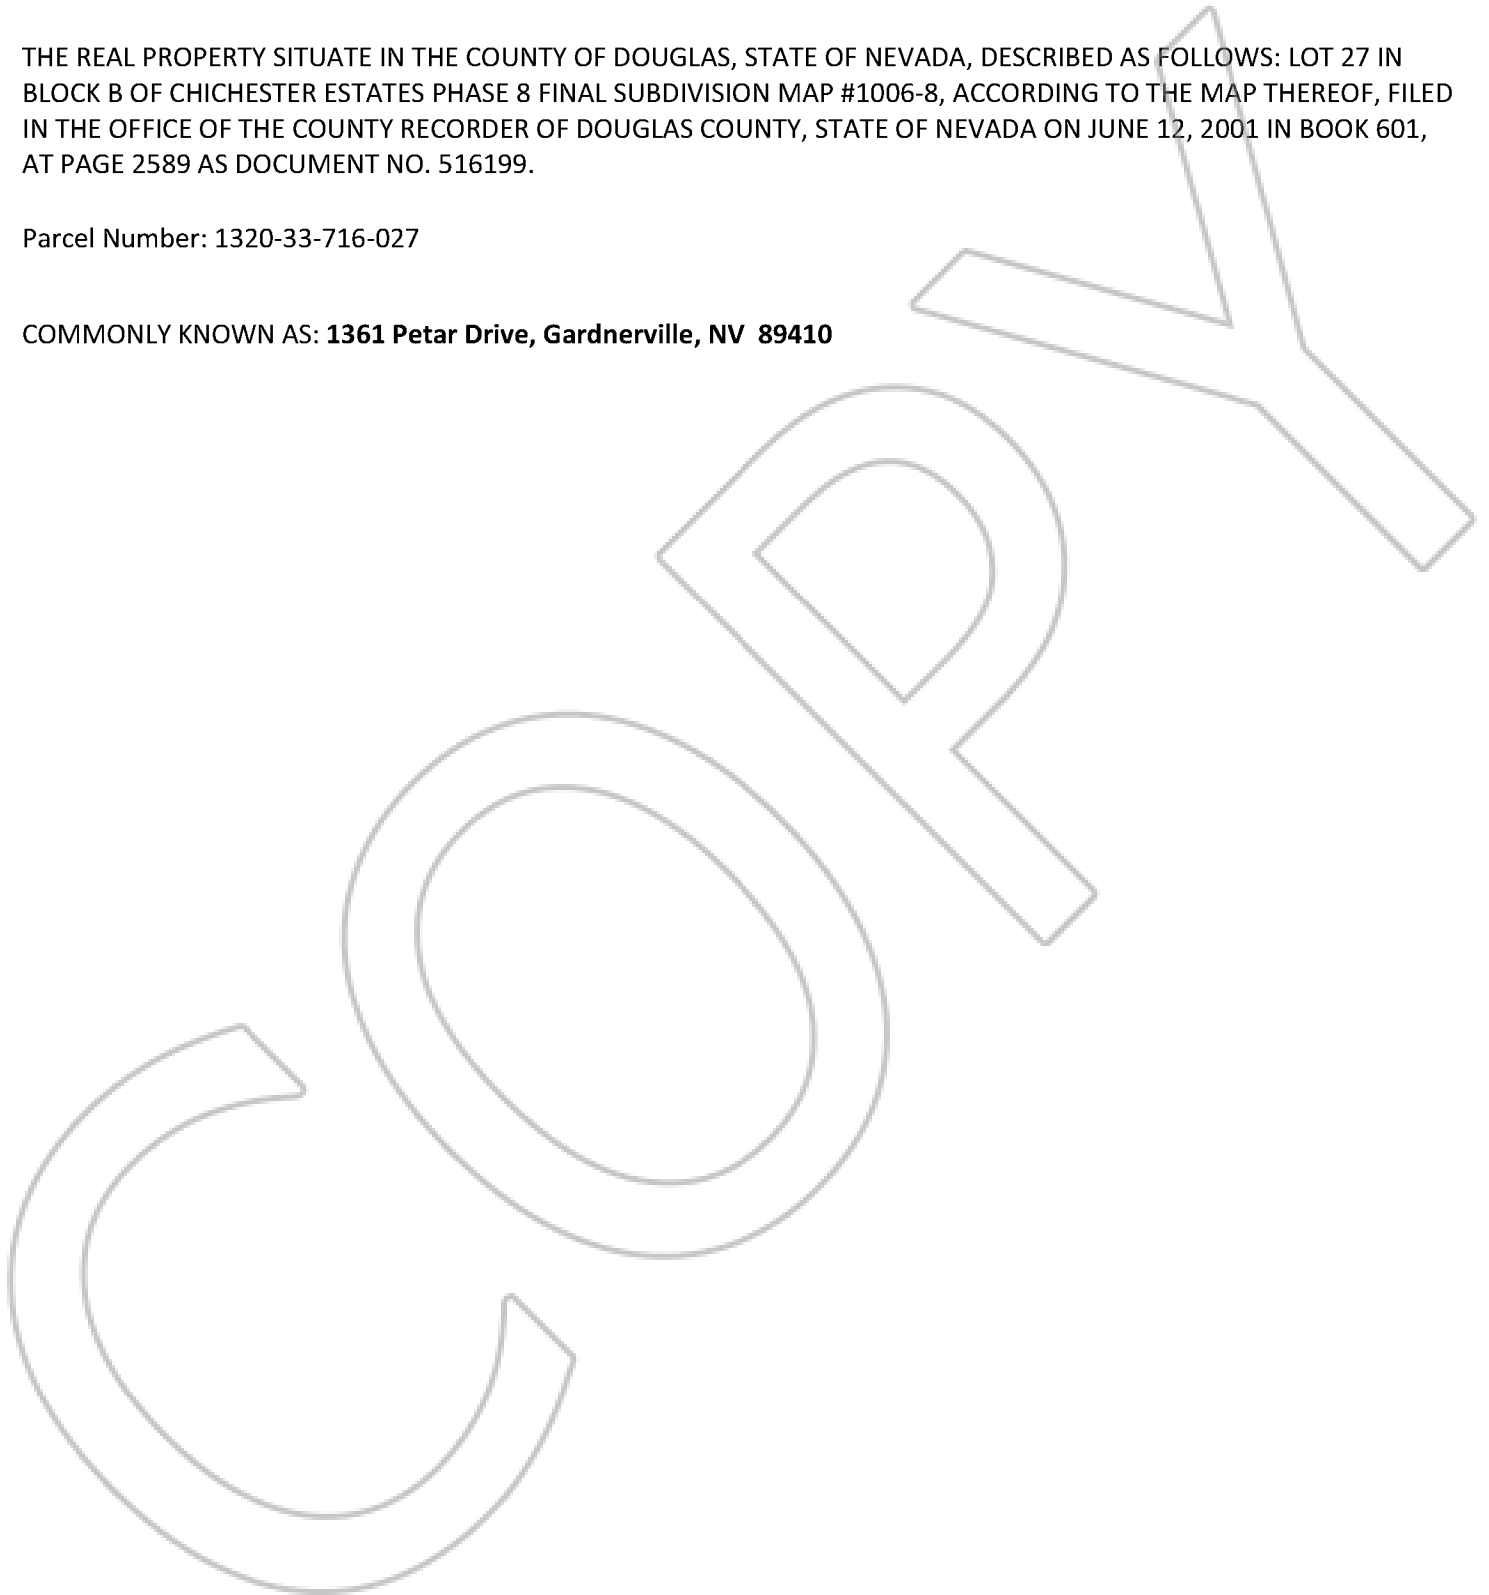 THE REAL PROPERTY SITUATE IN THE COUNTY OF DOUGLAS, STATE OF NEVADA, DESCRIBED AS FOLLOWS: LOT 27 IN
BLOCK B OF CHICHESTER ESTATES PHASE 8 FINAL SUBDIVISION MAP #1006-8, ACCORDING TO THE MAP THEREOF, FILED
IN THE OFFICE OF THE COUNTY RECORDER OF DOUGLAS COUNTY, STATE OF NEVADA ON JUNE 12, 2001 IN BOOK 601,
AT PAGE 2589 AS DOCUMENT NO. 516199.
Parcel Number: 1320-33-716-027
COMMONLY KNOWN AS: 1361 Petar Drive, Gardnerville, NV  89410
COPY